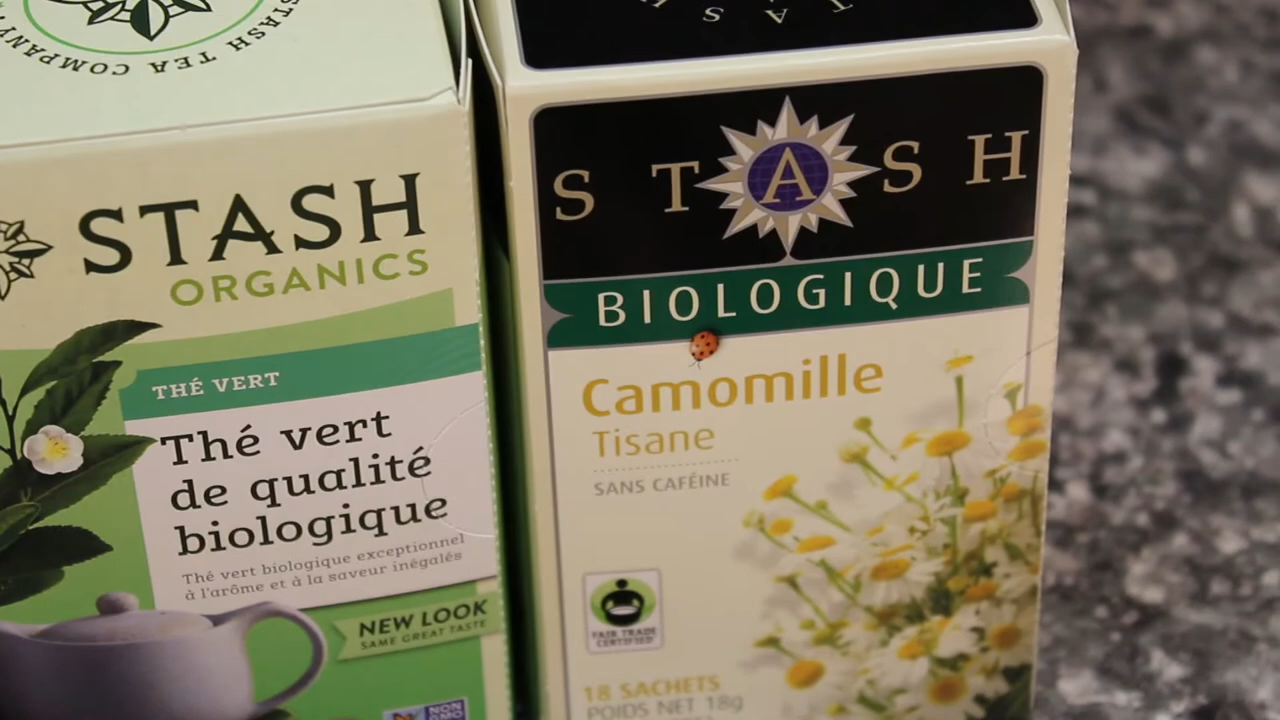 STASH TEA COMPANY
STASH
ORGANICS
THÉ VERT
Thé vert
de qualité
biologique
Thé vert biologique exceptionnel
à l'arôme et à la saveur inégalés
NEW LOOK
SAME GREAT TASTE
NON
GMO
S T A S H
BIOLOGIQUE
Camomille
Tisane
SANS CAFÉINE
FAIR TRADE
CERTIFIED
18 SACHETS
POIDS NET 18g